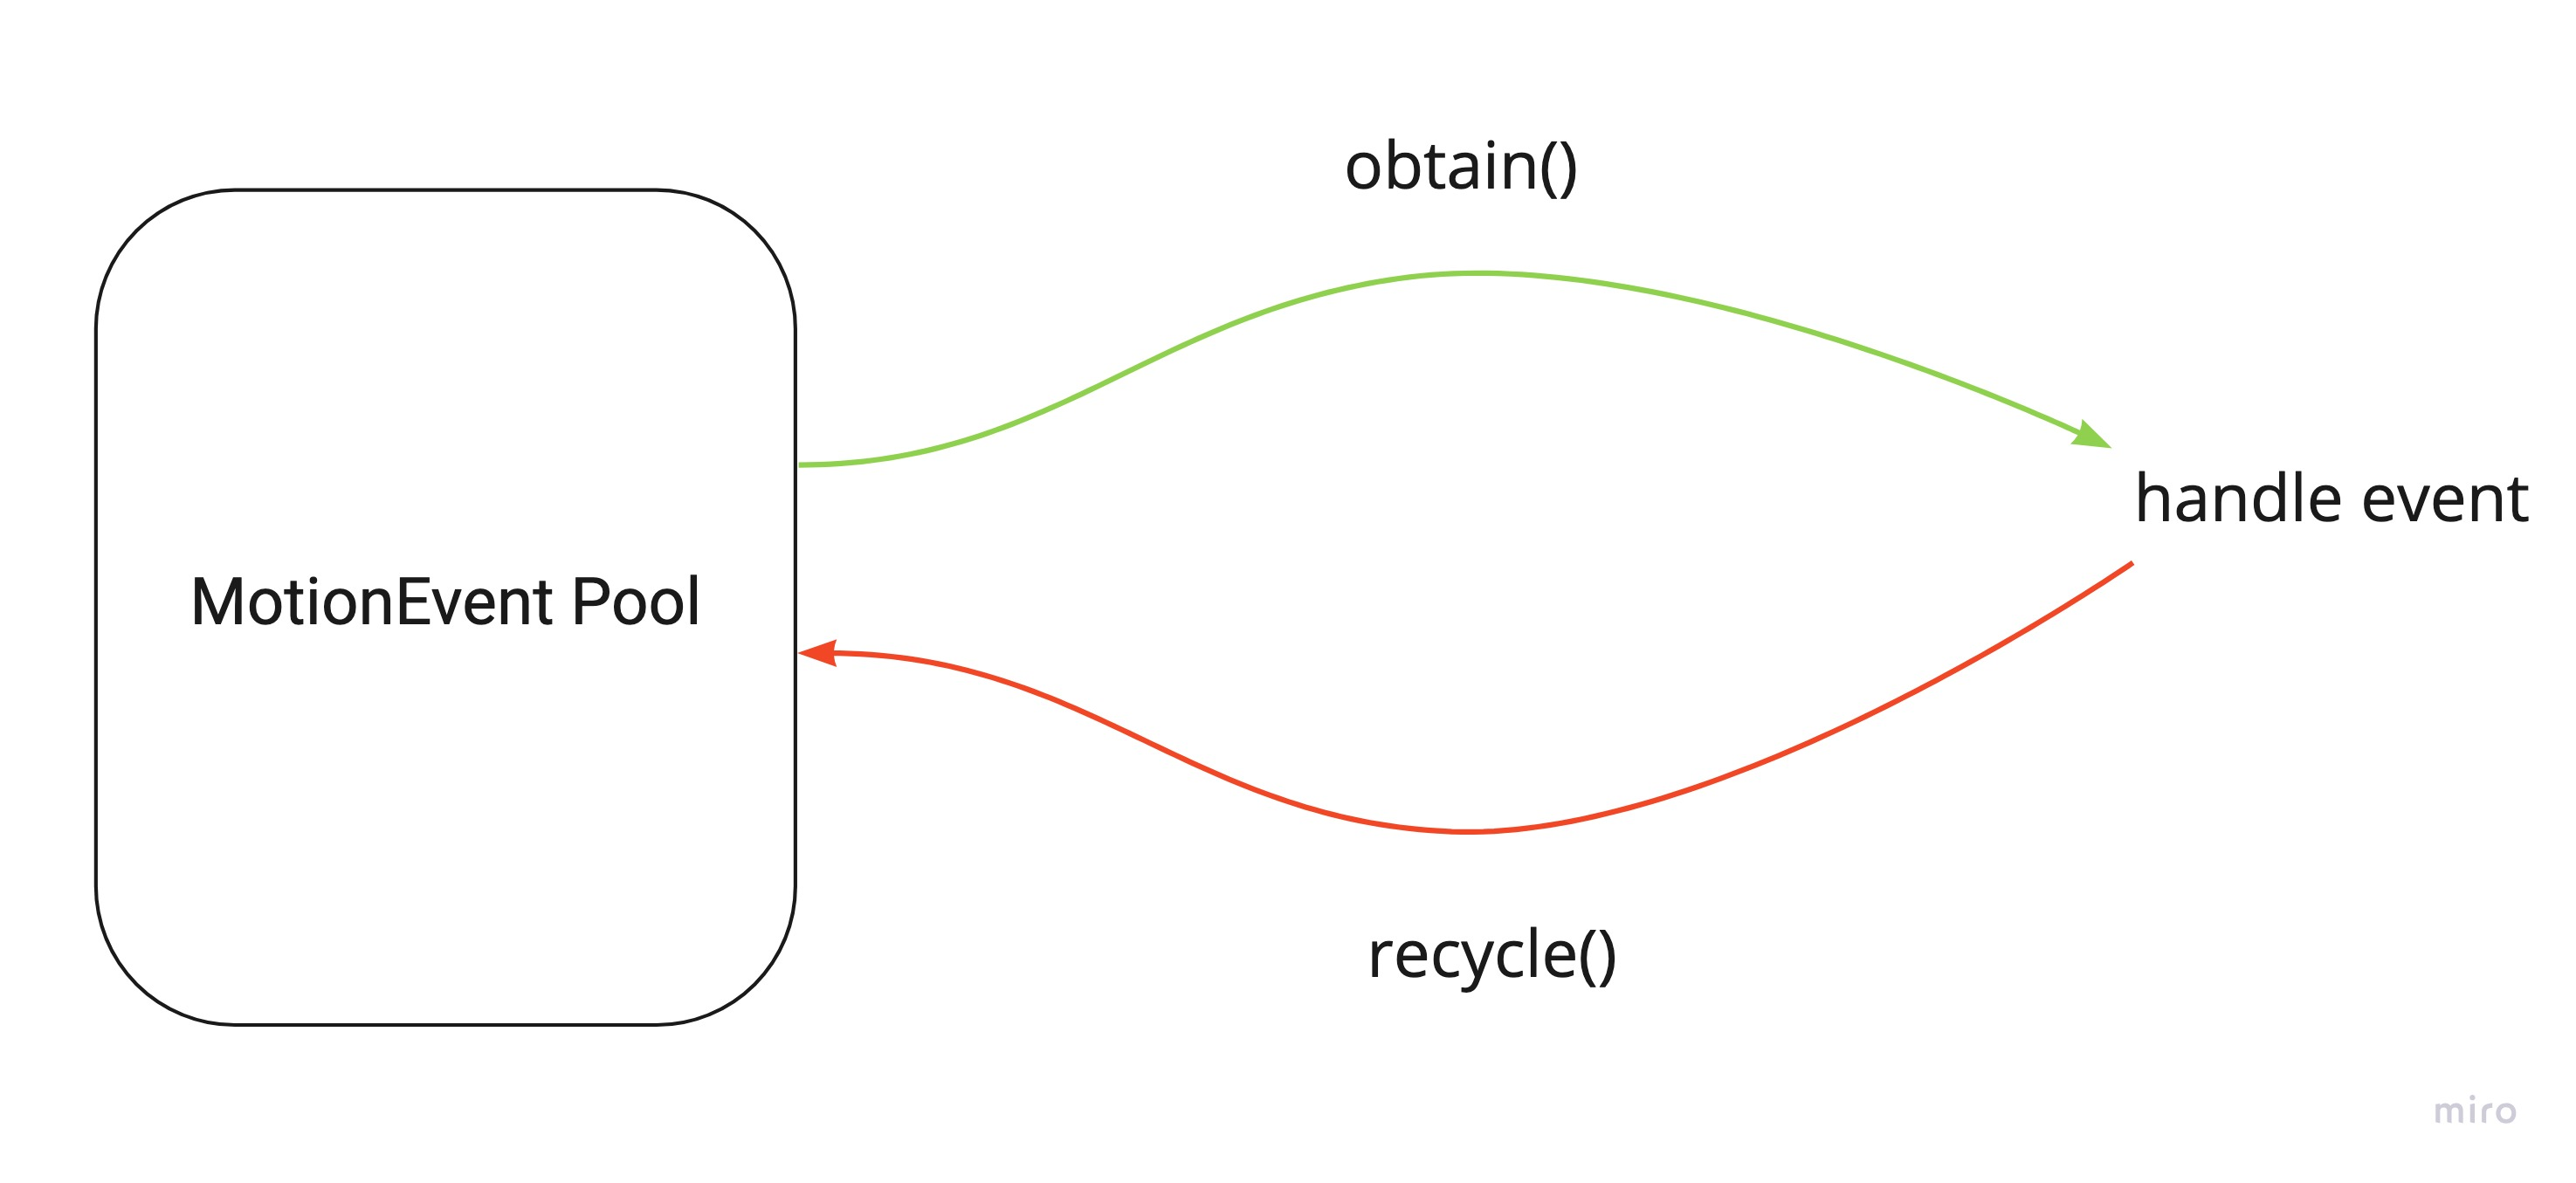 obtain()
handle event
MotionEvent Pool
recycle()
miro